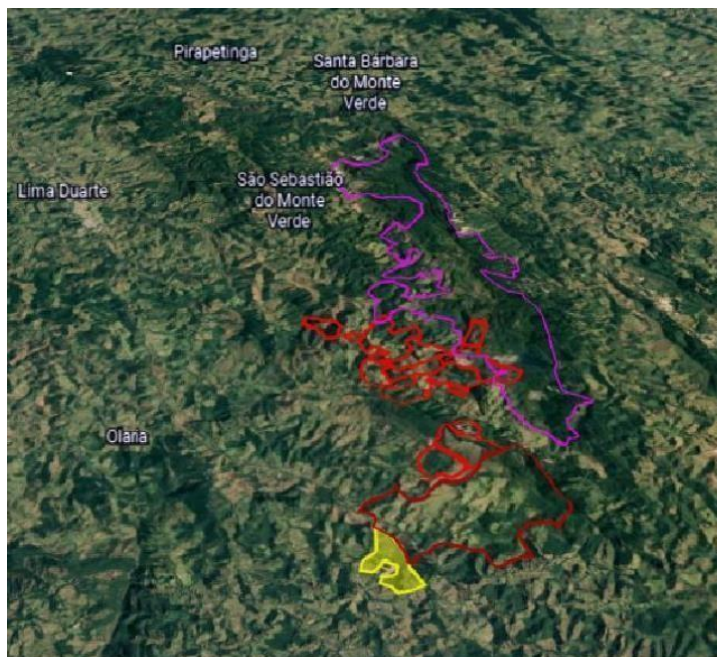 Pirapetinga
Santa Bárbara
do Monte
Verde
São Sebastião
do Monte
Verde
Lima Duarte
Olaria